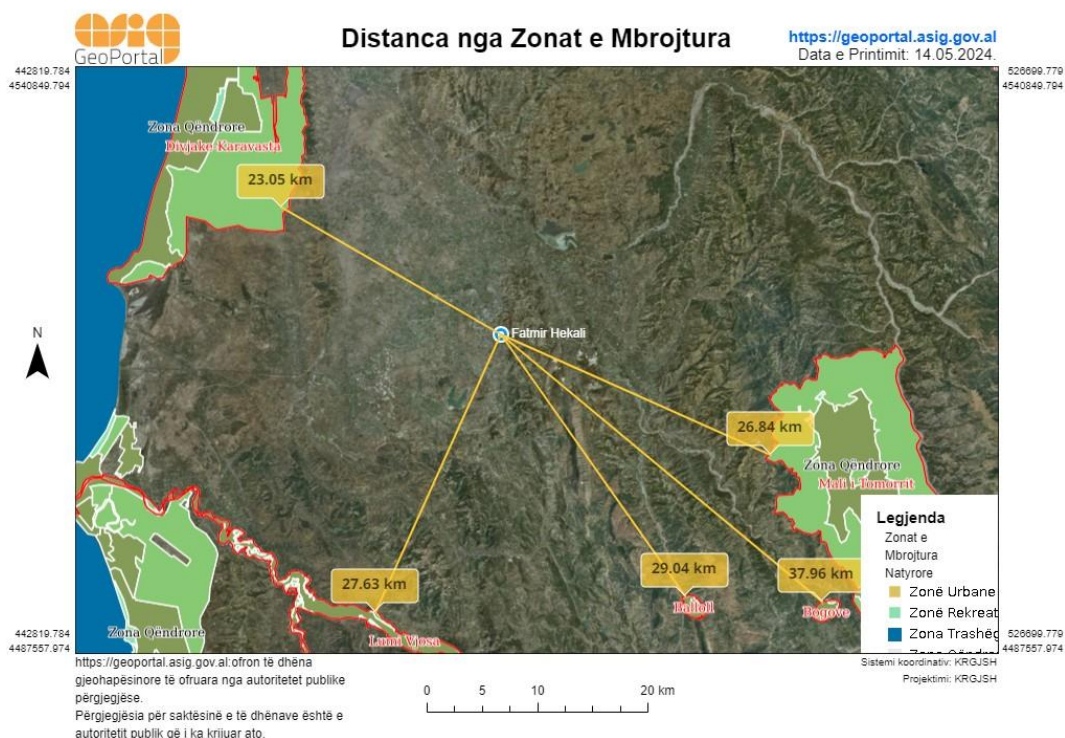 asig
GeoPortal
Distanca nga Zonat e Mbrojtura
https://geoportal.asig.gov.al
Data e Printimit: 14.05.2024.
442819.784
4540849.794
526699.779
4540849.794
Zona Qëndrore
Divjake-Karavasta
23.05 km
Fatmir Hekali
N
26.84 km
Zona Qëndrore
Mali i Tomorrit
27.63 km
29.04 km
37.96 km
Balloll
Bogove
Lumi Vjosa
Zona Qëndrore
Legjenda
Zonat e
Mbrojtura
Natyrore
Zonë Urbane
Zonë Rekreat
Zona Trashëg
442819.784
4487557.974
526699.779
4487557.974
https://geoportal.asig.gov.al:ofron të dhëna
gjeohapësinore të ofruara nga autoritetet publike
përgjegjëse.
Përgjegjësia për saktësinë e të dhënave është e
autoritetit publik që i ka krijuar ato.
0 5 10 20 km
Sistemi koordinativ: KRGJSH
Projektimi: KRGJSH